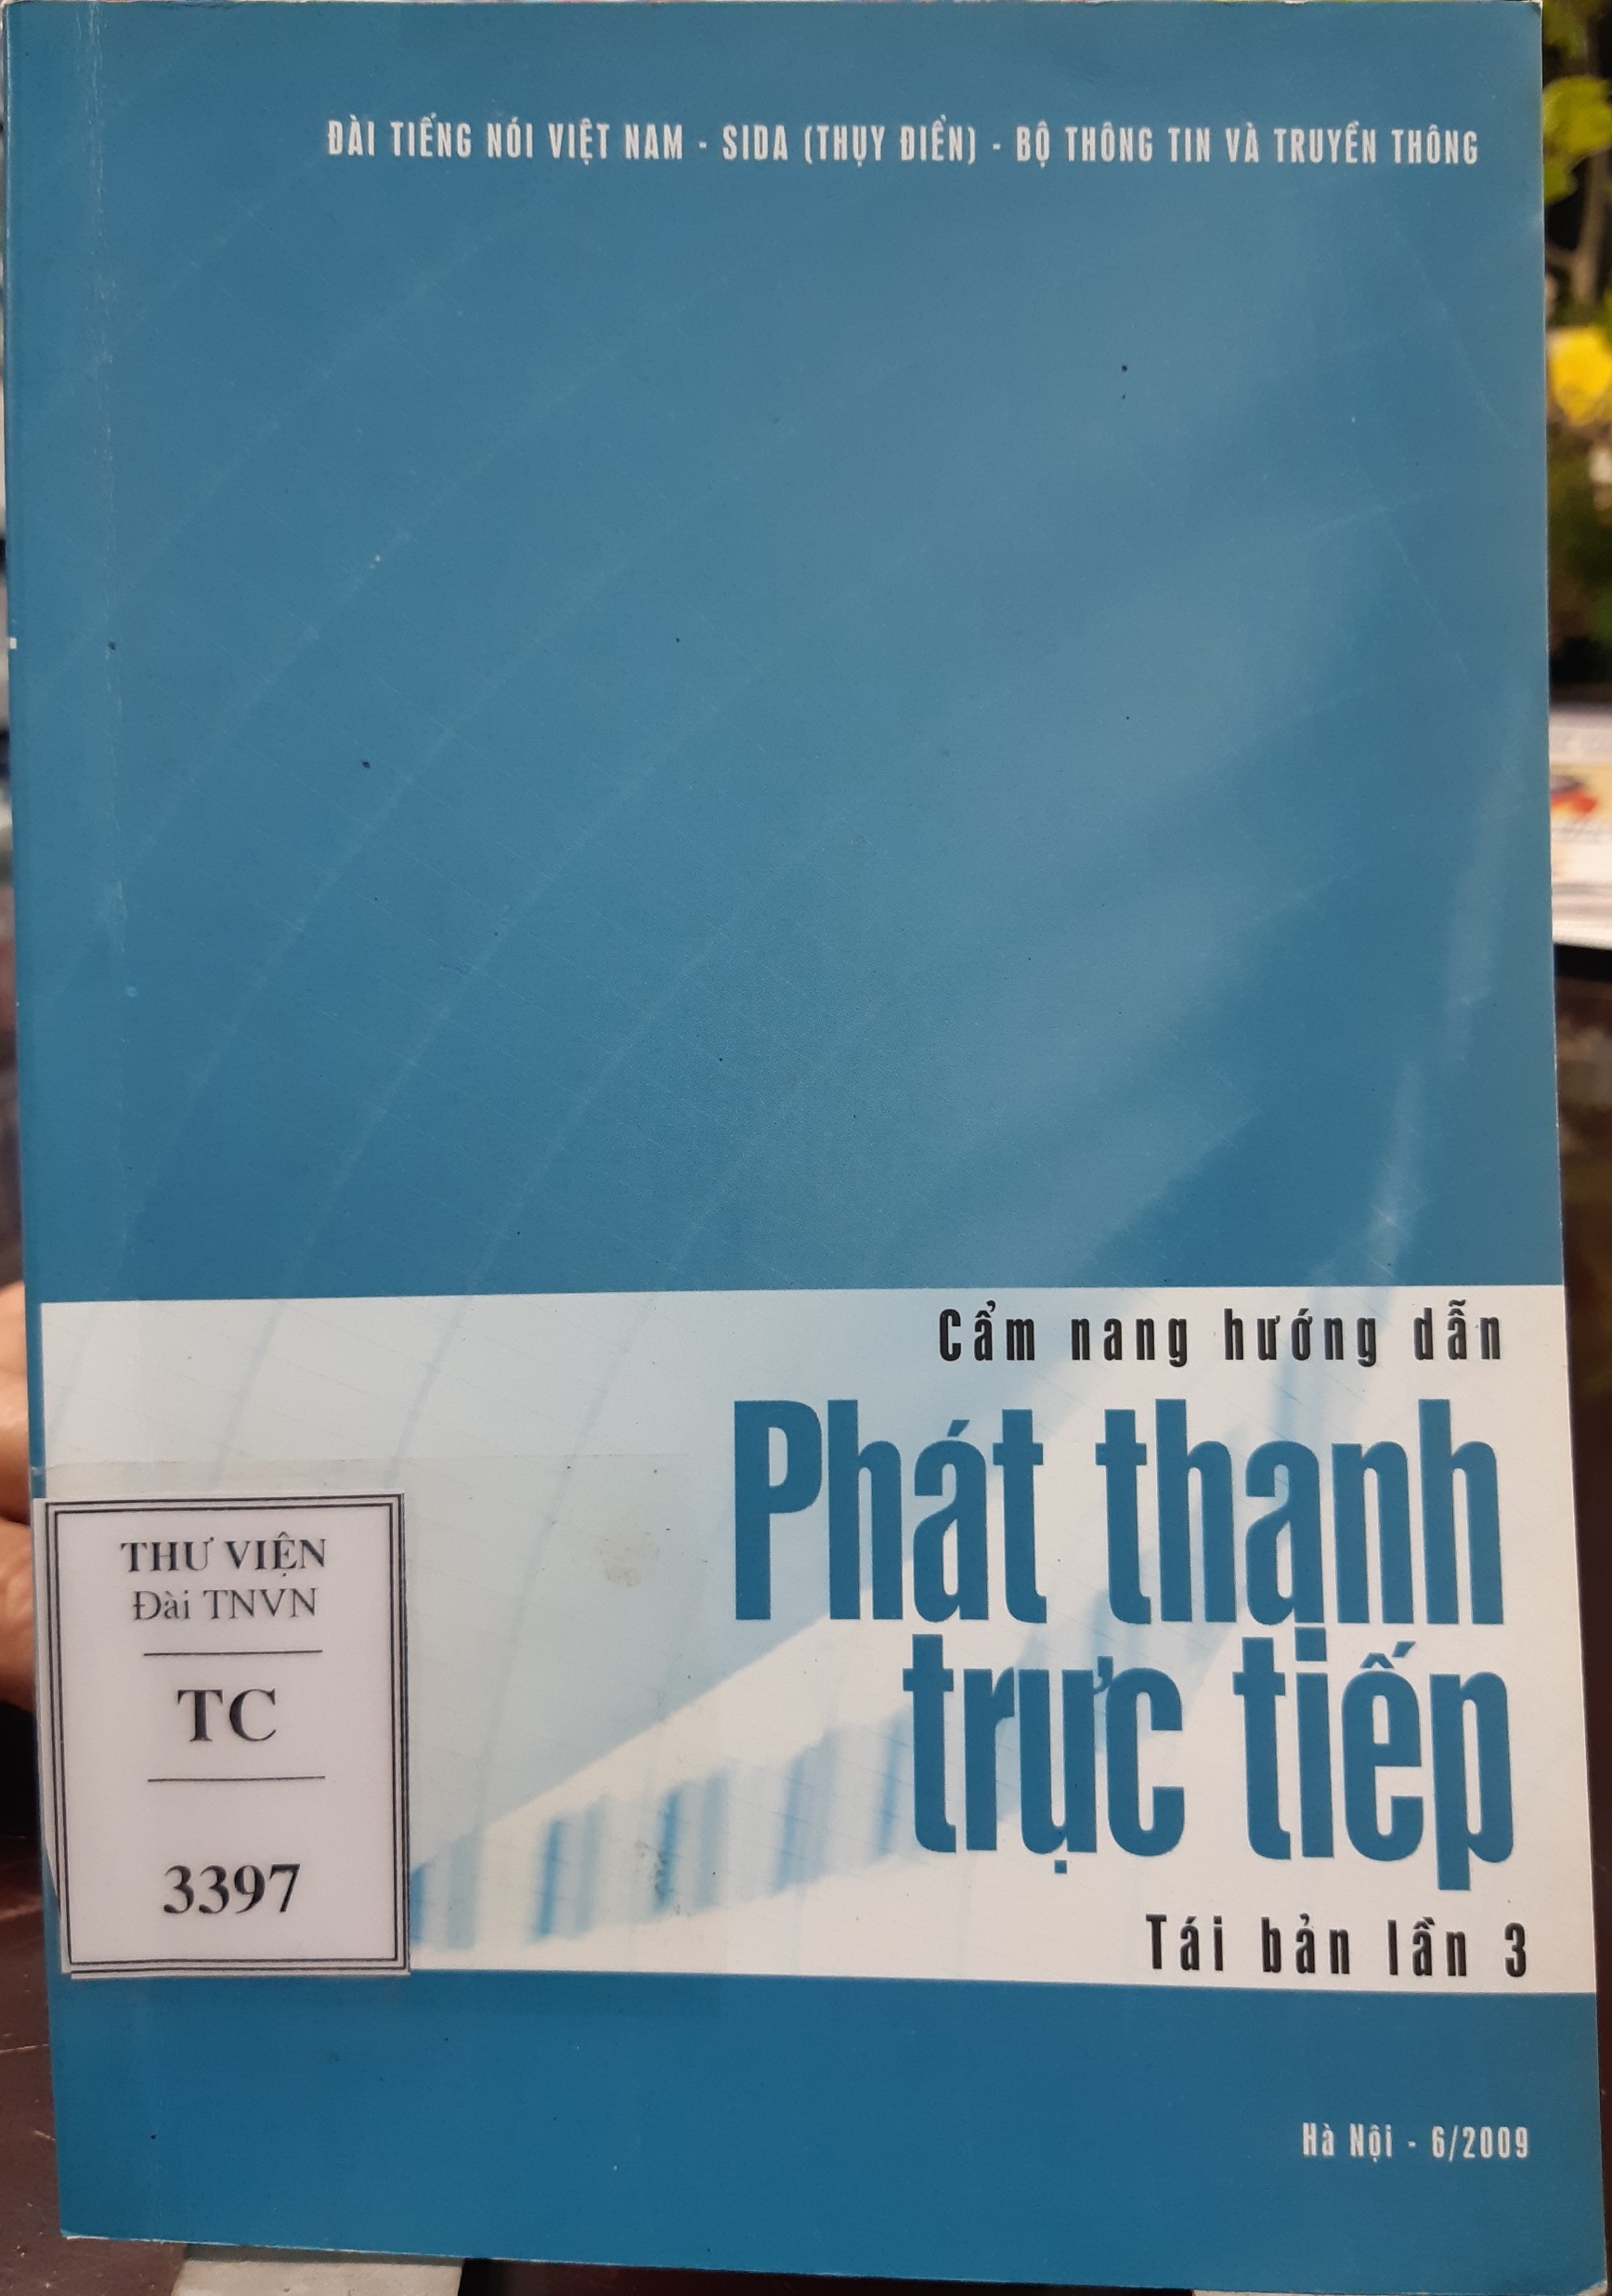 ĐÀI TIẾNG NÓI VIỆT NAM - SIDA (THỤY ĐIỂN) - BỘ THÔNG TIN VÀ TRUYỀN THÔNG
Cẩm nang hướng dẫn
Phát thanh
trực tiếp
Tái bản lần 3
THƯ VIỆN
Đài TNVN
TC
3397
Hà Nội - 6/2009